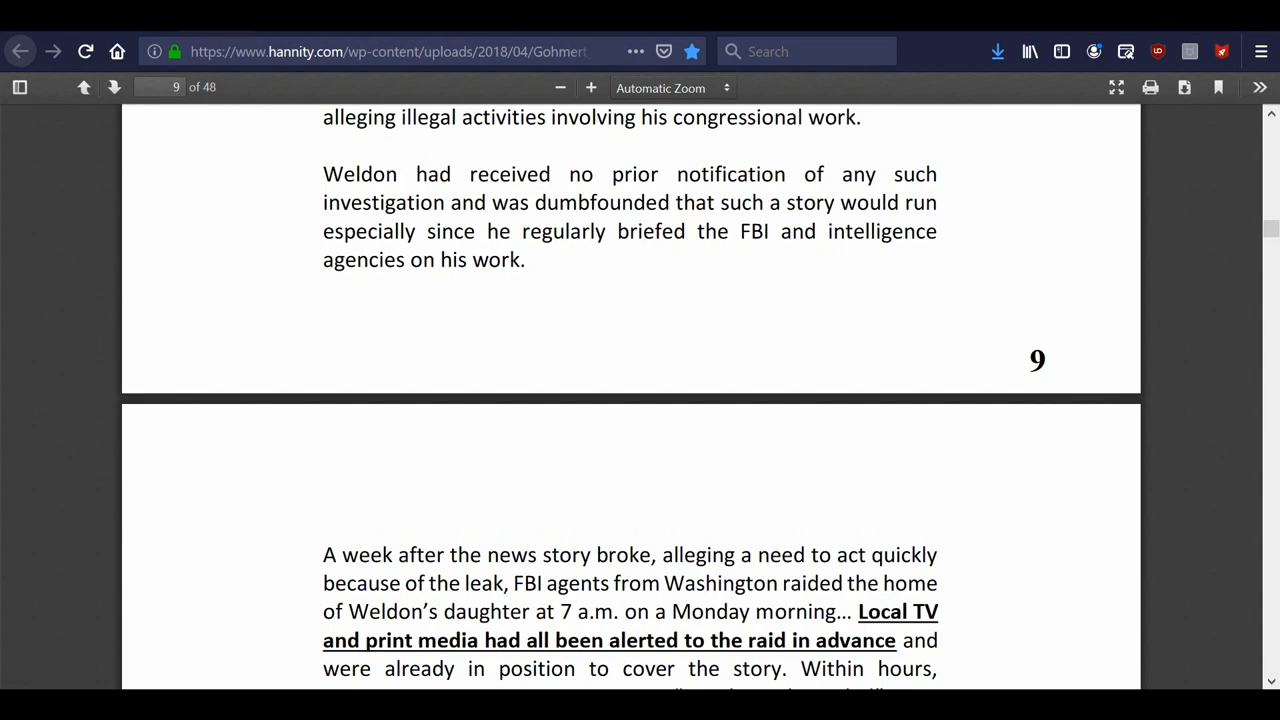 https://www.hannity.com/wp-content/uploads/2018/04/Gohmert
Search
9 of 48
Automatic Zoom
alleging illegal activities involving his congressional work.
Weldon had received no prior notification of any such
investigation and was dumbfounded that such a story would run
especially since he regularly briefed the FBI and intelligence
agencies on his work.
9
A week after the news story broke, alleging a need to act quickly
because of the leak, FBI agents from Washington raided the home
of Weldon’s daughter at 7 a.m. on a Monday morning… Local TV
and print media had all been alerted to the raid in advance and
were already in position to cover the story. Within hours,